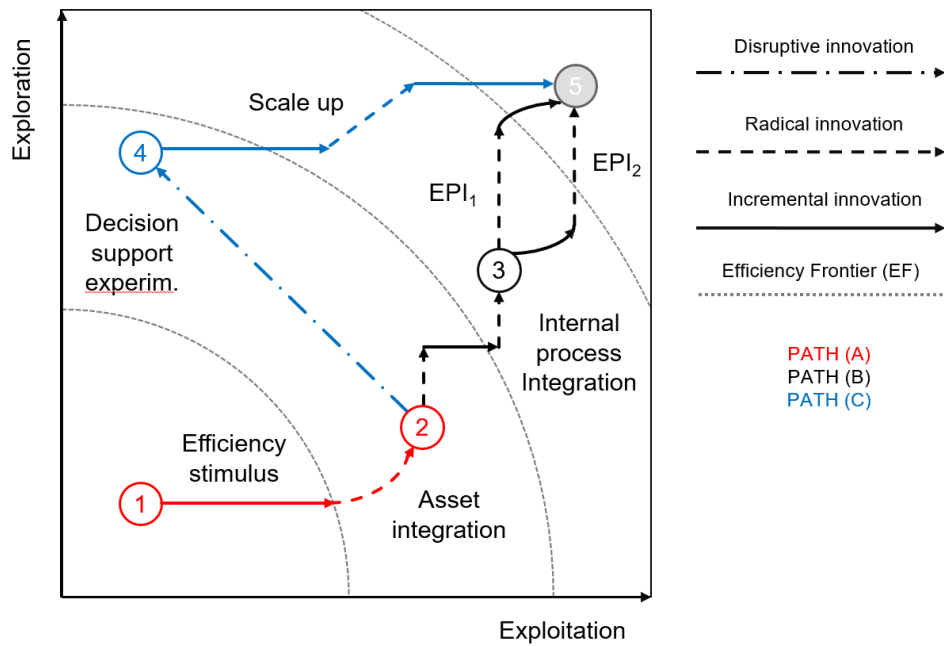 Exploration
Scale up
4
5
EPI₁
EPI₂
Decision
support
experim.
3
Internal
process
Integration
2
Efficiency
stimulus
1
Asset
integration
Exploitation
Disruptive innovation
Radical innovation
Incremental innovation
Efficiency Frontier (EF)
PATH (A)
PATH (B)
PATH (C)